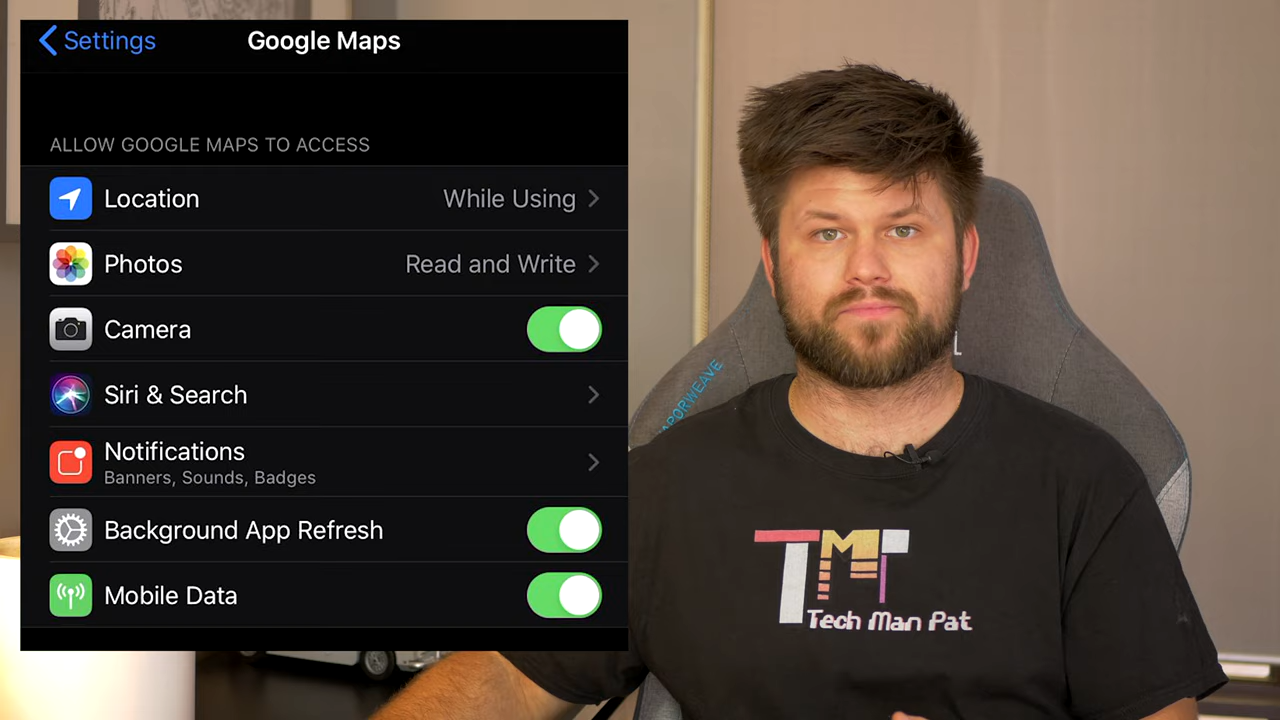 Settings
Google Maps
ALLOW GOOGLE MAPS TO ACCESS
Location
While Using
Photos
Read and Write
Camera
Siri & Search
Notifications
Banners, Sounds, Badges
Background App Refresh
Mobile Data
TMP
Tech Man Pat